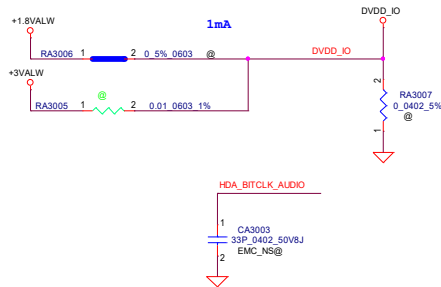 +1.8VALW
1mA
DVDD_IO
RA3006 1 2 0_5%_0603 @
DVDD_IO
+3VALW
@
RA3005 1 2 0.01_0603_1%
2
RA3007
0_0402_5%
@
1
HDA_BITCLK_AUDIO
1
CA3003
33P_0402_50V8J
EMC_NS@
2